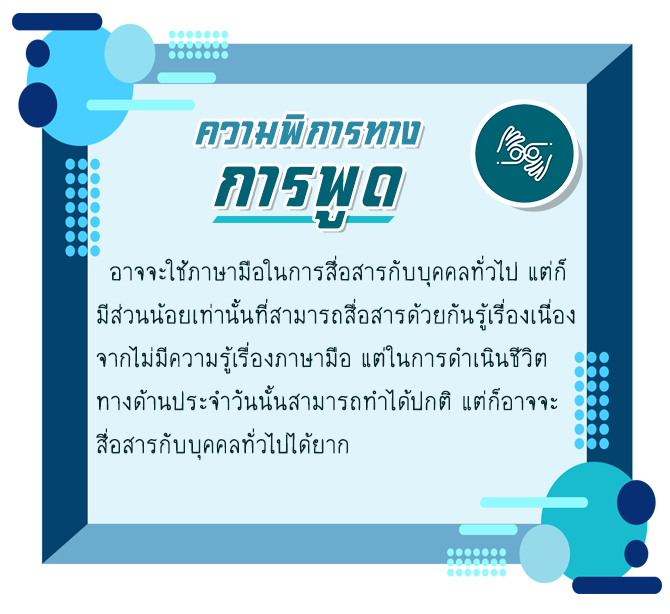 ความพิการทาง
การพูด
อาจจะใช้ภาษามือในการสื่อสารกับบุคคลทั่วไป แต่ก็
มีส่วนน้อยเท่านั้นที่สามารถสื่อสารด้วยกันรู้เรื่องเนื่อง
จากไม่มีความรู้เรื่องภาษามือ แต่ในการดำเนินชีวิต
ทางด้านประจำวันนั้นสามารถทำได้ปกติ แต่ก็อาจจะ
สื่อสารกับบุคคลทั่วไปได้ยาก